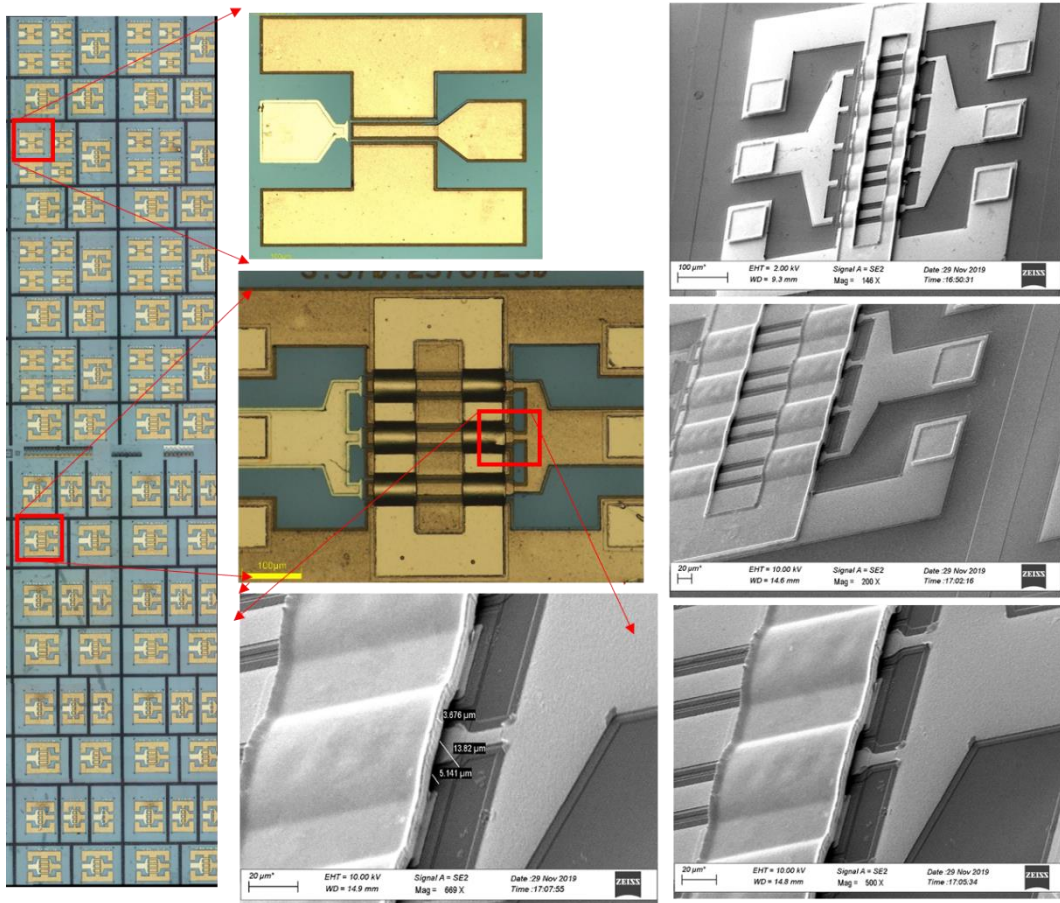 100µm
100 µm*
EHT = 2.00 kV
WD = 9.3 mm
Signal A = SE2
Mag = 146 X
Date :29 Nov 2019
Time :16:50:31
ZEISS
20 µm*
EHT = 10.00 kV
WD = 14.6 mm
Signal A = SE2
Mag = 200 X
Date :29 Nov 2019
Time :17:02:16
ZEISS
3.676 µm
13.82 µm
5.141 µm
20 µm*
EHT = 10.00 kV
WD = 14.9 mm
Signal A = SE2
Mag = 669 X
Date :29 Nov 2019
Time :17:07:55
ZEISS
20 µm*
EHT = 10.00 kV
WD = 14.8 mm
Signal A = SE2
Mag = 500 X
Date :29 Nov 2019
Time :17:05:34
ZEISS